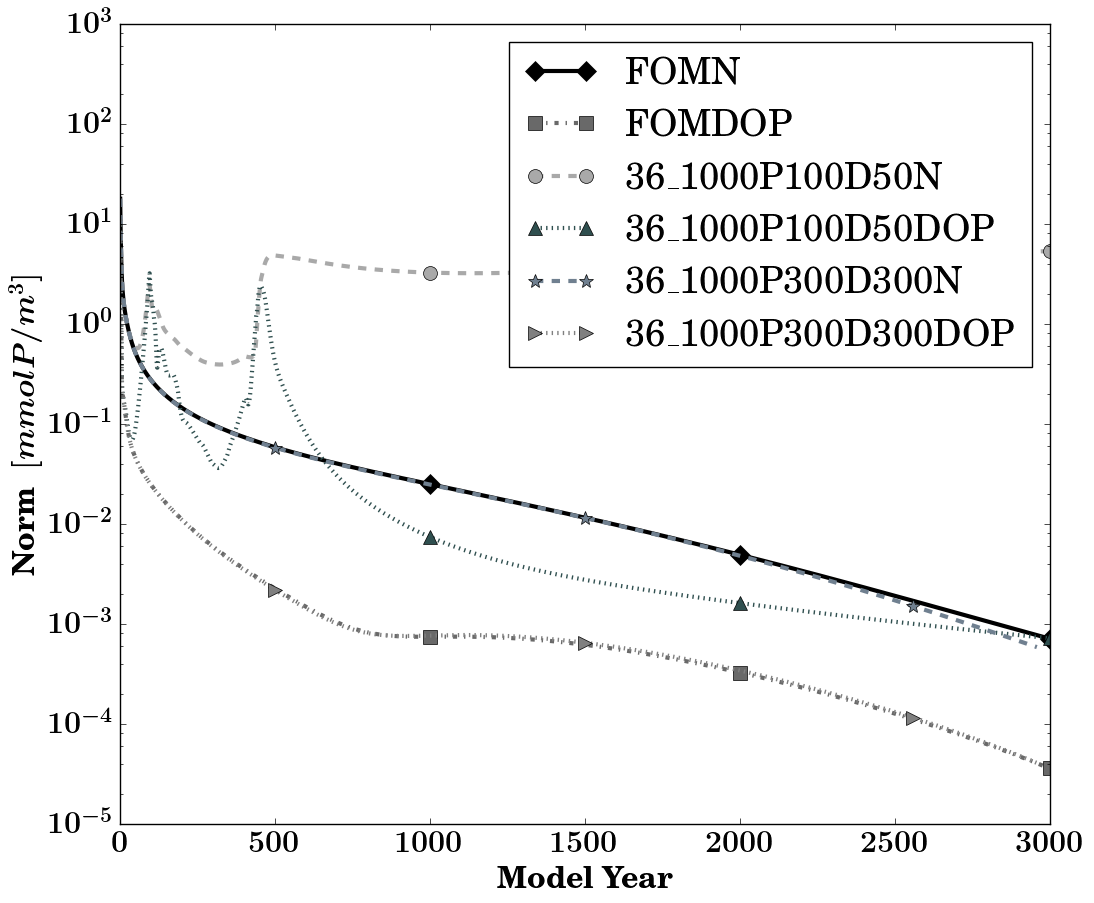 10^3
10^2
10^1
10^0
10^−1
10^−2
10^−3
10^−4
10^−5
Norm [mmolP/m^3]
FOMN
FOMDOP
36_1000P100D50N
36_1000P100D50DOP
36_1000P300D300N
36_1000P300D300DOP
0 500 1000 1500 2000 2500 3000
Model Year